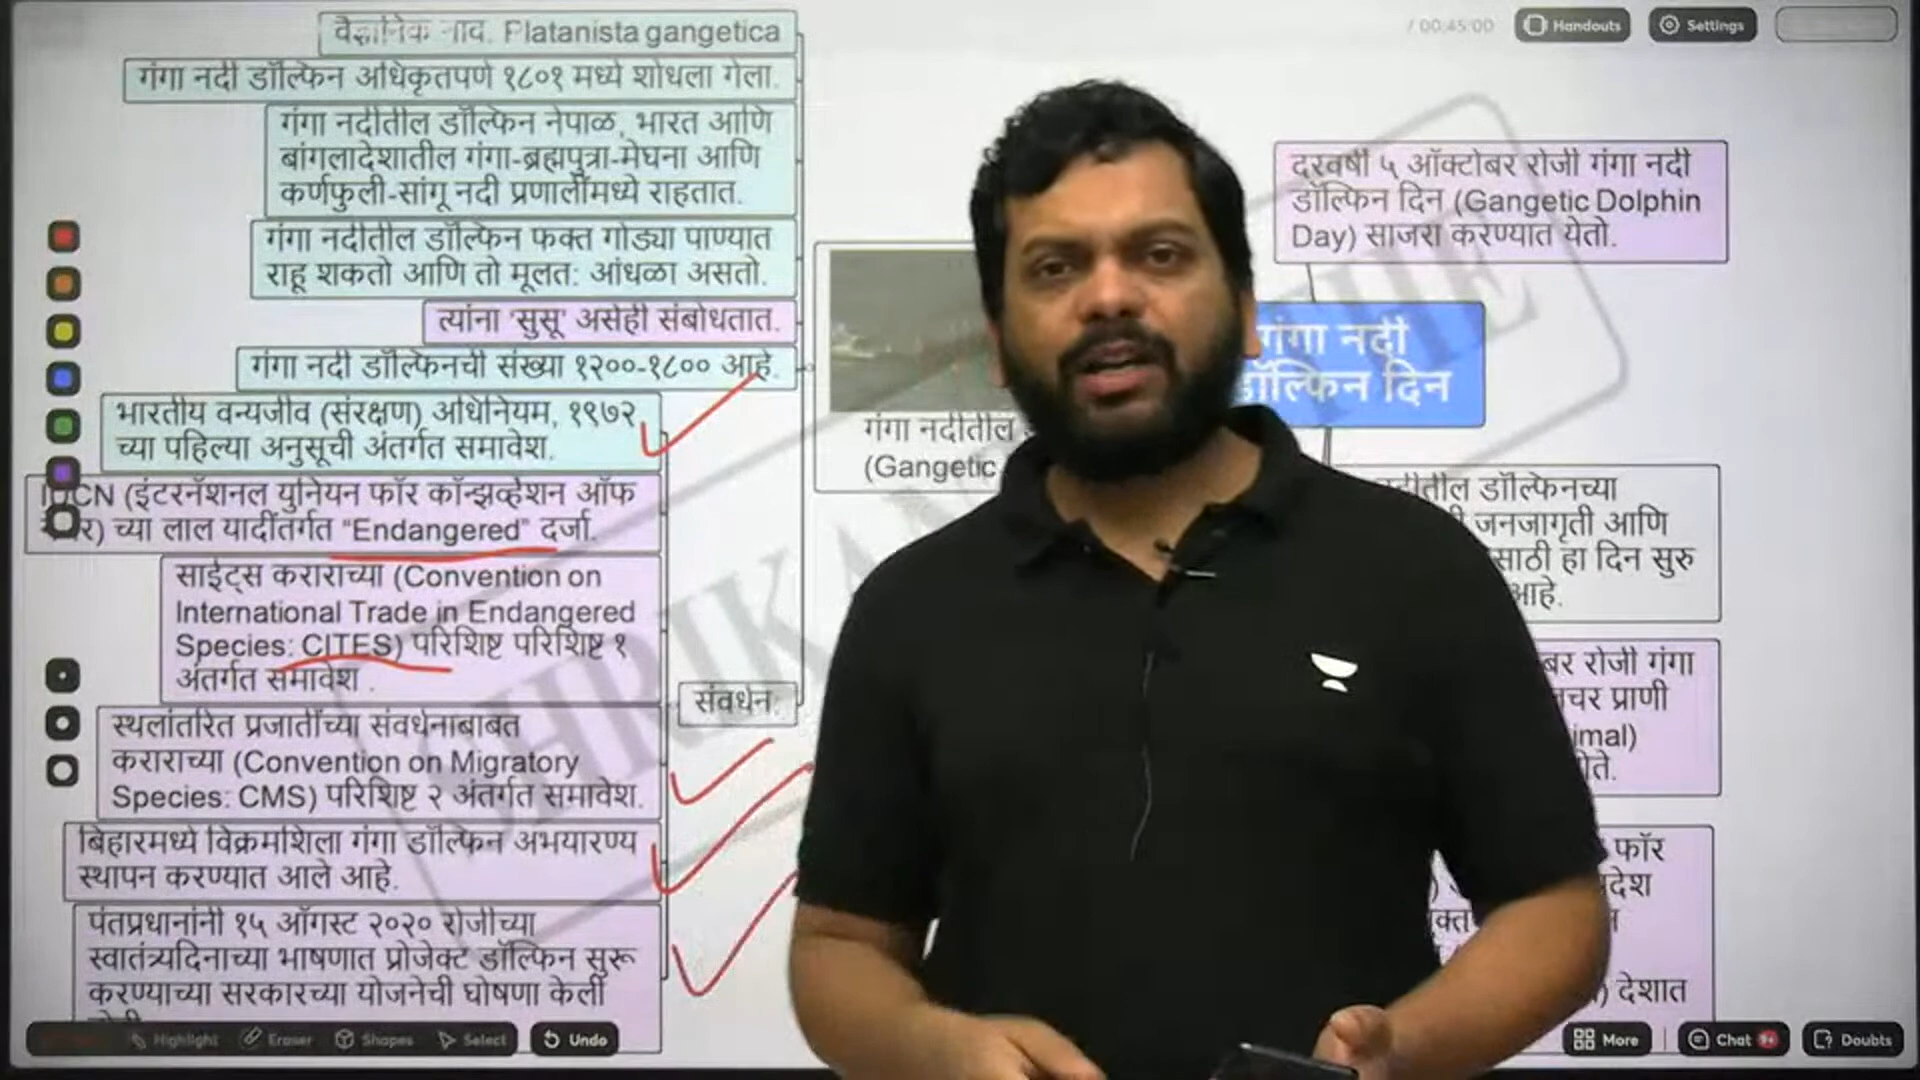 वैज्ञानिक नाव. Platanista gangetica
गंगा नदी डॉल्फिन अधिकृतपणे १८०१ मध्ये शोधला गेला.
गंगा नदीतील डॉल्फिन नेपाळ, भारत आणि
बांगलादेशातील गंगा-ब्रह्मपुत्रा-मेघना आणि
कर्णफुली-सांगू नदी प्रणालींमध्ये राहतात.
गंगा नदीतील डॉल्फिन फक्त गोड्या पाण्यात
राहू शकतो आणि तो मूलत: आंधळा असतो.
त्यांना 'सुसू' असेही संबोधतात.
गंगा नदी डॉल्फिनची संख्या १२००-१८०० आहे.
भारतीय वन्यजीव (संरक्षण) अधिनियम, १९७२
च्या पहिल्या अनुसूची अंतर्गत समावेश.
(इंटरनॅशनल युनियन फॉर कॉन्झर्व्हेशन ऑफ
च्या लाल यादीतर्गत “Endangered” दर्जा.
साईट्स कराराच्या (Convention on
International Trade in Endangered
Species: CITES) परिशिष्ट परिशिष्ट १
अंतर्गत समावेश .
संवर्धन:
स्थलांतरित प्रजातींच्या संवर्धनाबाबत
कराराच्या (Convention on Migratory
Species: CMS) परिशिष्ट २ अंतर्गत समावेश.
बिहारमध्ये विक्रमशिला गंगा डॉल्फिन अभयारण्य
स्थापन करण्यात आले आहे.
पंतप्रधानांनी १५ ऑगस्ट २०२० रोजीच्या
स्वातंत्र्यदिनाच्या भाषणात प्रोजेक्ट डॉल्फिन सुरू
करण्याच्या सरकारच्या योजनेची घोषणा केली
गंगा नदीतील
(Gangetic
/ 00:45:00
Handouts
Settings
दरवर्षी ५ ऑक्टोबर रोजी गंगा नदी
डॉल्फिन दिन (Gangetic Dolphin
Day) साजरा करण्यात येतो.
गंगा नदी
डॉल्फिन दिन
डॉल्फिनच्या
जनजागृती आणि
साठी हा दिन सुरु
आहे.
रोजी गंगा
प्राणी
फॉर
देशात
Highlight
Eraser
Shapes
Select
Undo
More
Chat
9+
Doubts